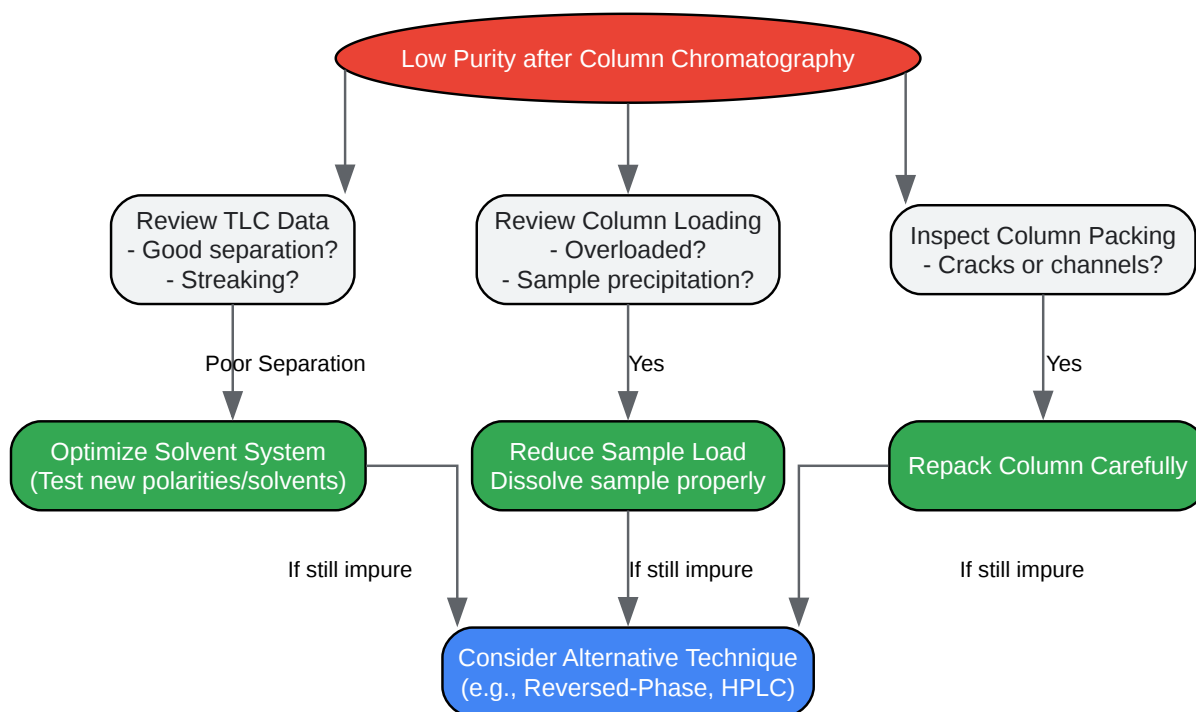 Low Purity after Column Chromatography
Review TLC Data
- Good separation?
- Streaking?
Review Column Loading
- Overloaded?
- Sample precipitation?
Inspect Column Packing
- Cracks or channels?
Poor Separation
Yes
Yes
Optimize Solvent System
(Test new polarities/solvents)
Reduce Sample Load
Dissolve sample properly
Repack Column Carefully
If still impure
If still impure
If still impure
Consider Alternative Technique
(e.g., Reversed-Phase, HPLC)